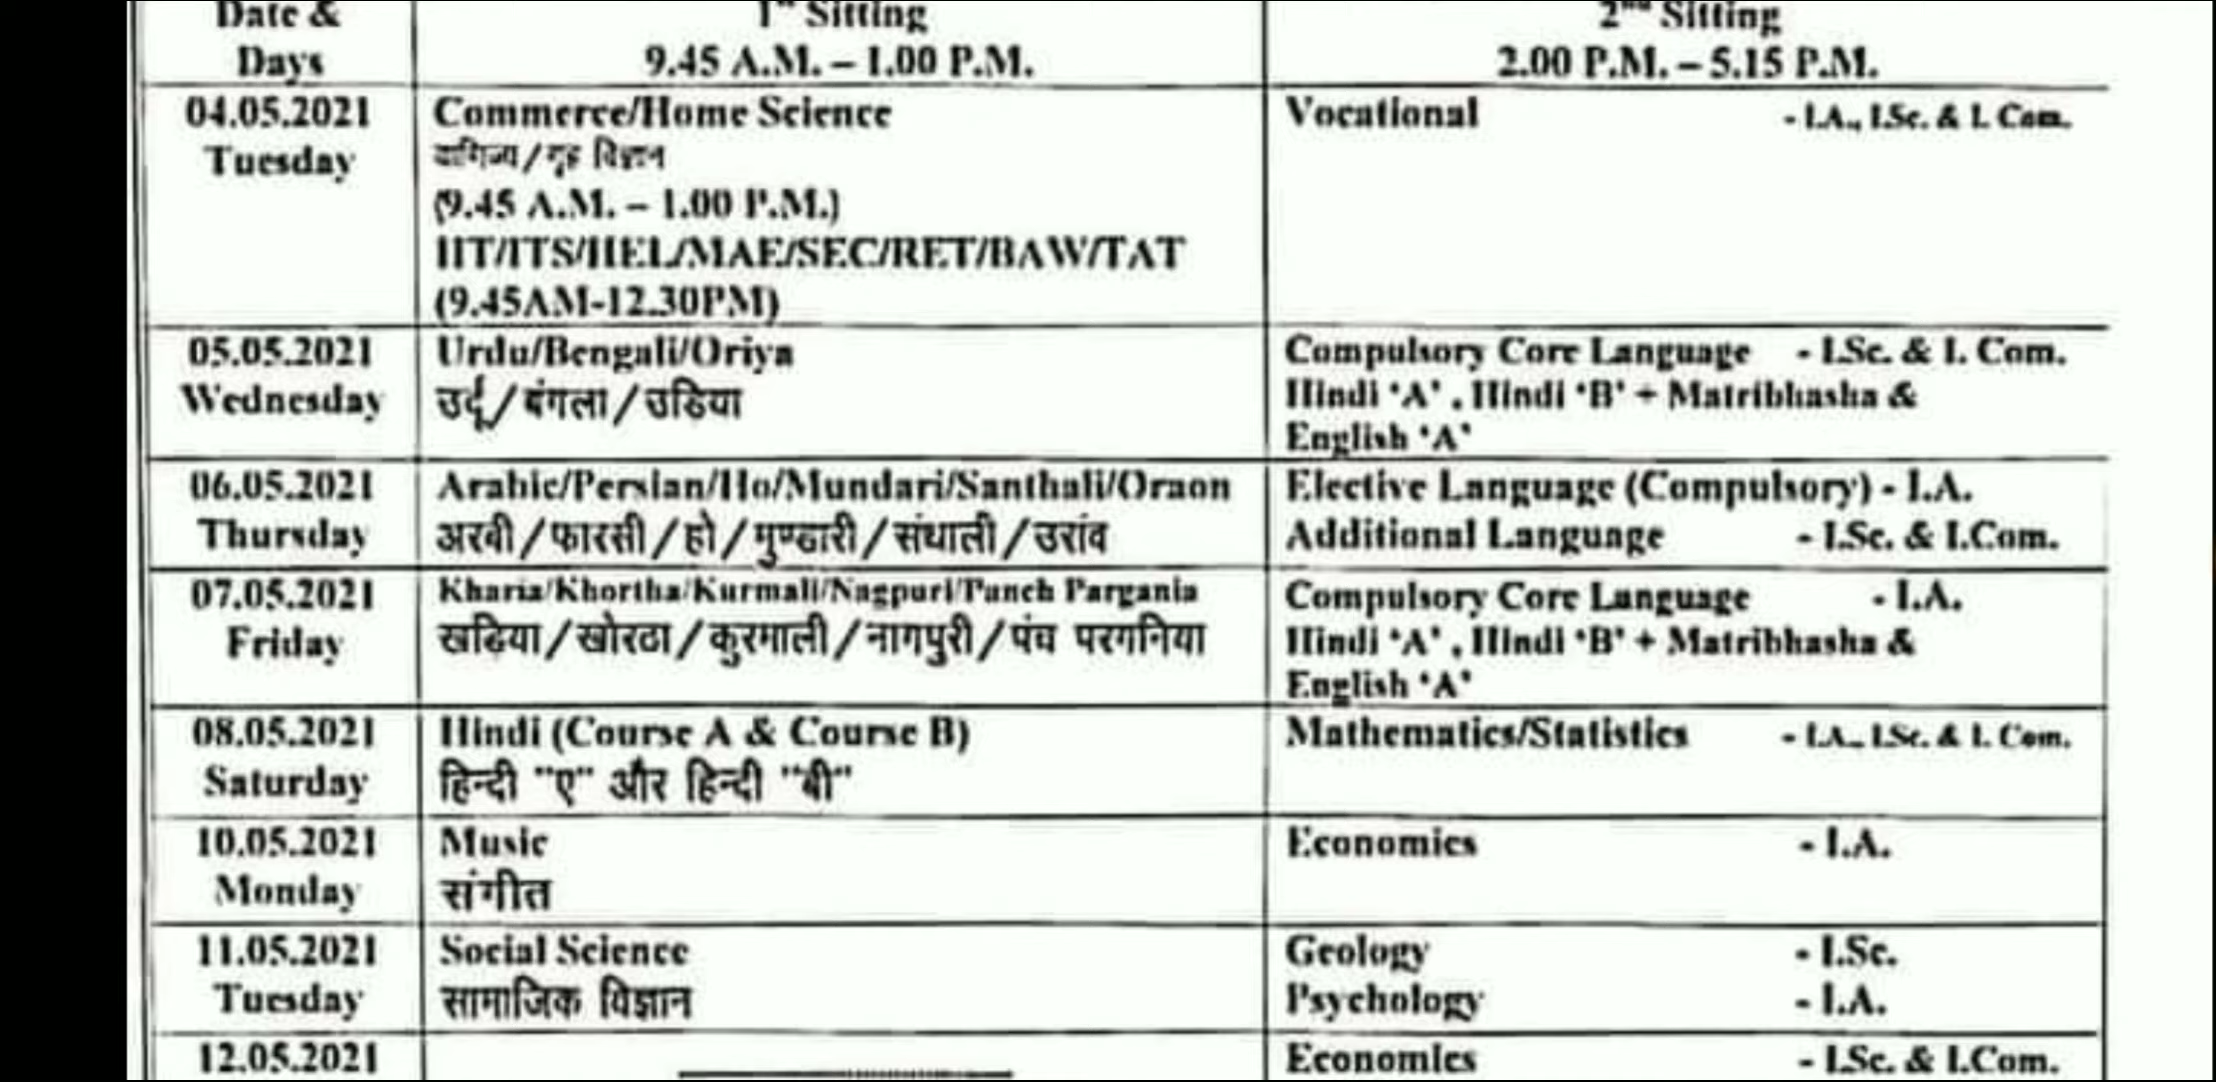 Date & Days
1st Sitting
9.45 A.M. – 1.00 P.M.
2nd Sitting
2.00 P.M. – 5.15 P.M.
04.05.2021
Tuesday
Commerce/Home Science
वाणिज्य/गृह विज्ञान
(9.45 A.M. – 1.00 P.M.)
IIT/ITS/HEL/MAE/SEC/RET/BAW/TAT
(9.45AM-12.30PM)
Vocational - I.A., I.Sc. & I. Com.
05.05.2021
Wednesday
Urdu/Bengali/Oriya
उर्दू/बंगला/उडिया
Compulsory Core Language - I.Sc. & I. Com.
Hindi ‘A’, Hindi ‘B’ + Matribhasha &
English ‘A’
06.05.2021
Thursday
Arabic/Persian/Ho/Mundari/Santhali/Oraon
अरबी/फारसी/हो/मुण्डारी/संथाली/उरांव
Elective Language (Compulsory) - I.A.
Additional Language - I.Sc. & I.Com.
07.05.2021
Friday
Kharia/Khortha/Kurmali/Nagpuri/Panch Pargania
खडिया/खोरठा/कुरमाली/नागपुरी/पंच परगनिया
Compulsory Core Language - I.A.
Hindi ‘A’, Hindi ‘B’ + Matribhasha &
English ‘A’
08.05.2021
Saturday
Hindi (Course A & Course B)
हिन्दी "ए" और हिन्दी "बी"
Mathematics/Statistics - I.A., I.Sc. & I. Com.
10.05.2021
Monday
Music
संगीत
Economics - I.A.
11.05.2021
Tuesday
Social Science
सामाजिक विज्ञान
Geology - I.Sc.
Psychology - I.A.
12.05.2021
Economics - I.Sc. & I.Com.